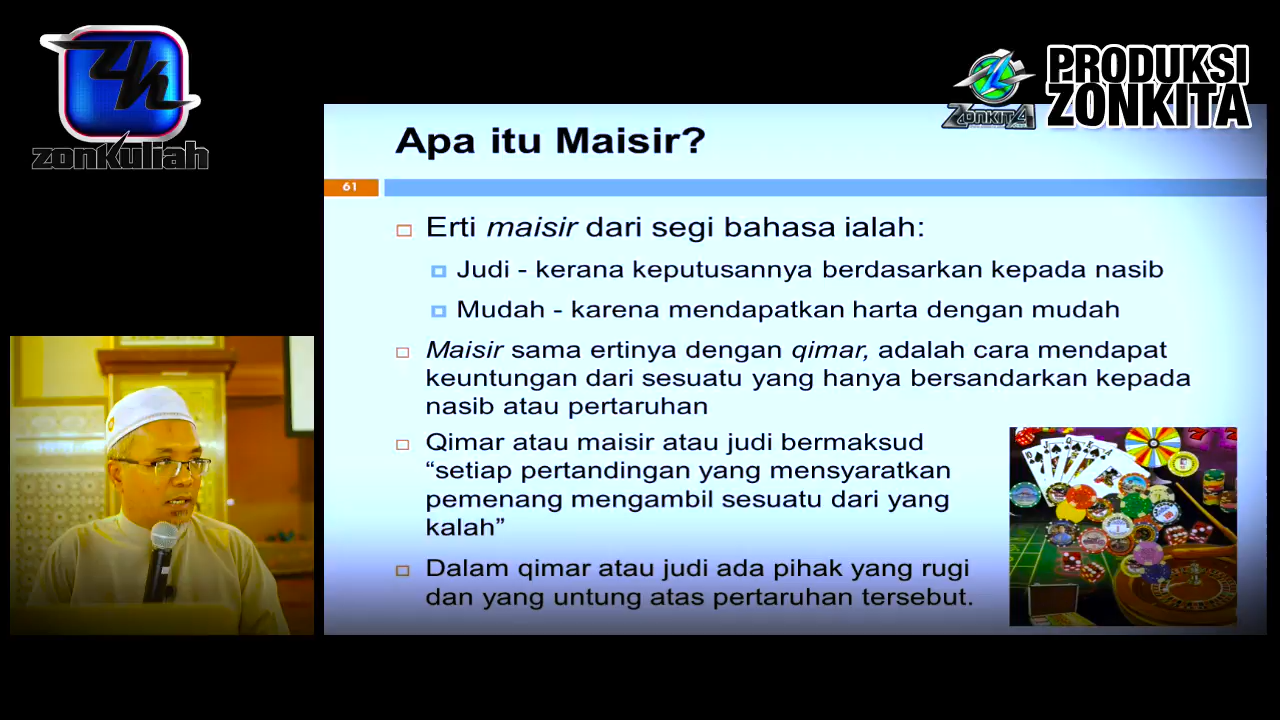 ZK
zonkuliah
ZONKITA
PRODUKSI
ZONKITA
Apa itu Maisir?
61
Erti maisir dari segi bahasa ialah:
Judi - kerana keputusannya berdasarkan kepada nasib
Mudah - karena mendapatkan harta dengan mudah
Maisir sama ertinya dengan qimar, adalah cara mendapat
keuntungan dari sesuatu yang hanya bersandarkan kepada
nasib atau pertaruhan
Qimar atau maisir atau judi bermaksud
“setiap pertandingan yang mensyaratkan
pemenang mengambil sesuatu dari yang
kalah”
Dalam qimar atau judi ada pihak yang rugi
dan yang untung atas pertaruhan tersebut.